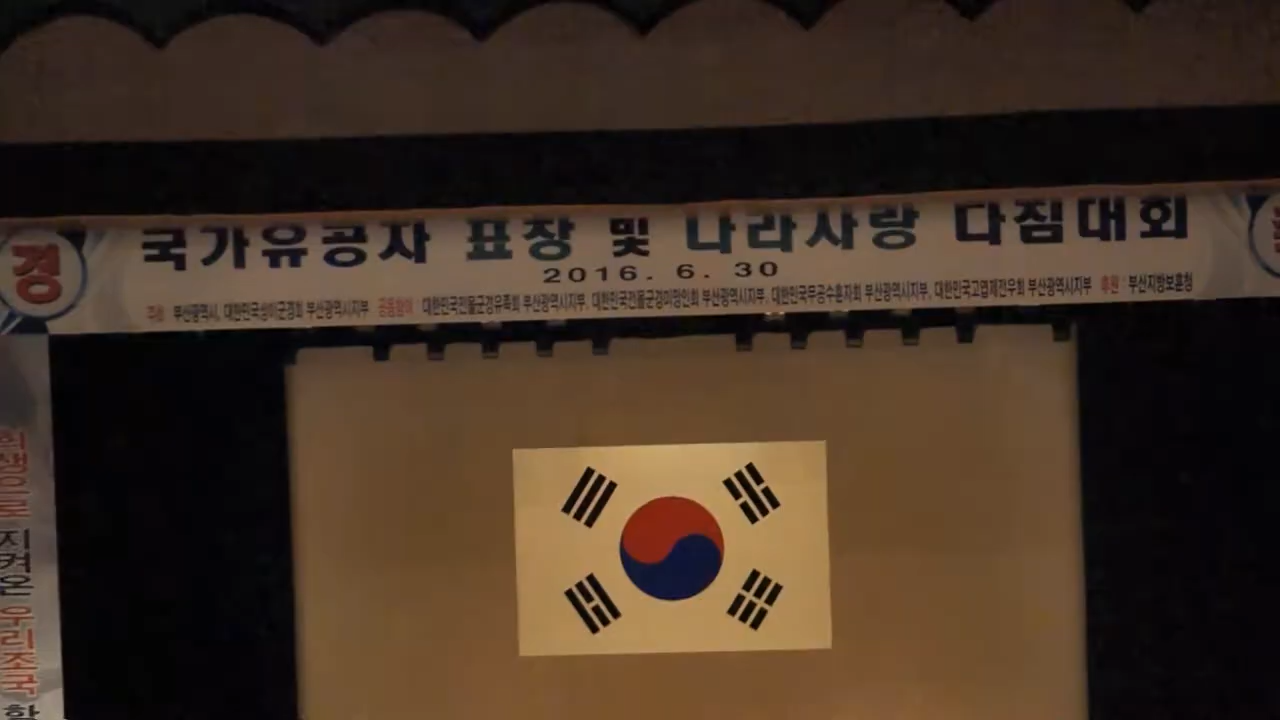 경
국가유공자 표창 및 나라사랑 다짐대회
2016. 6. 30
주최 부산광역시, 대한민국상이군경회 부산광역시지부 공동참여 대한민국전몰군경유족회 부산광역시지부, 대한민국전몰군경미망인회 부산광역시지부, 대한민국무공수훈자회 부산광역시지부, 대한민국고엽제전우회 부산광역시지부 후원 : 부산지방보훈청
희생으로 지켜온 우리조국